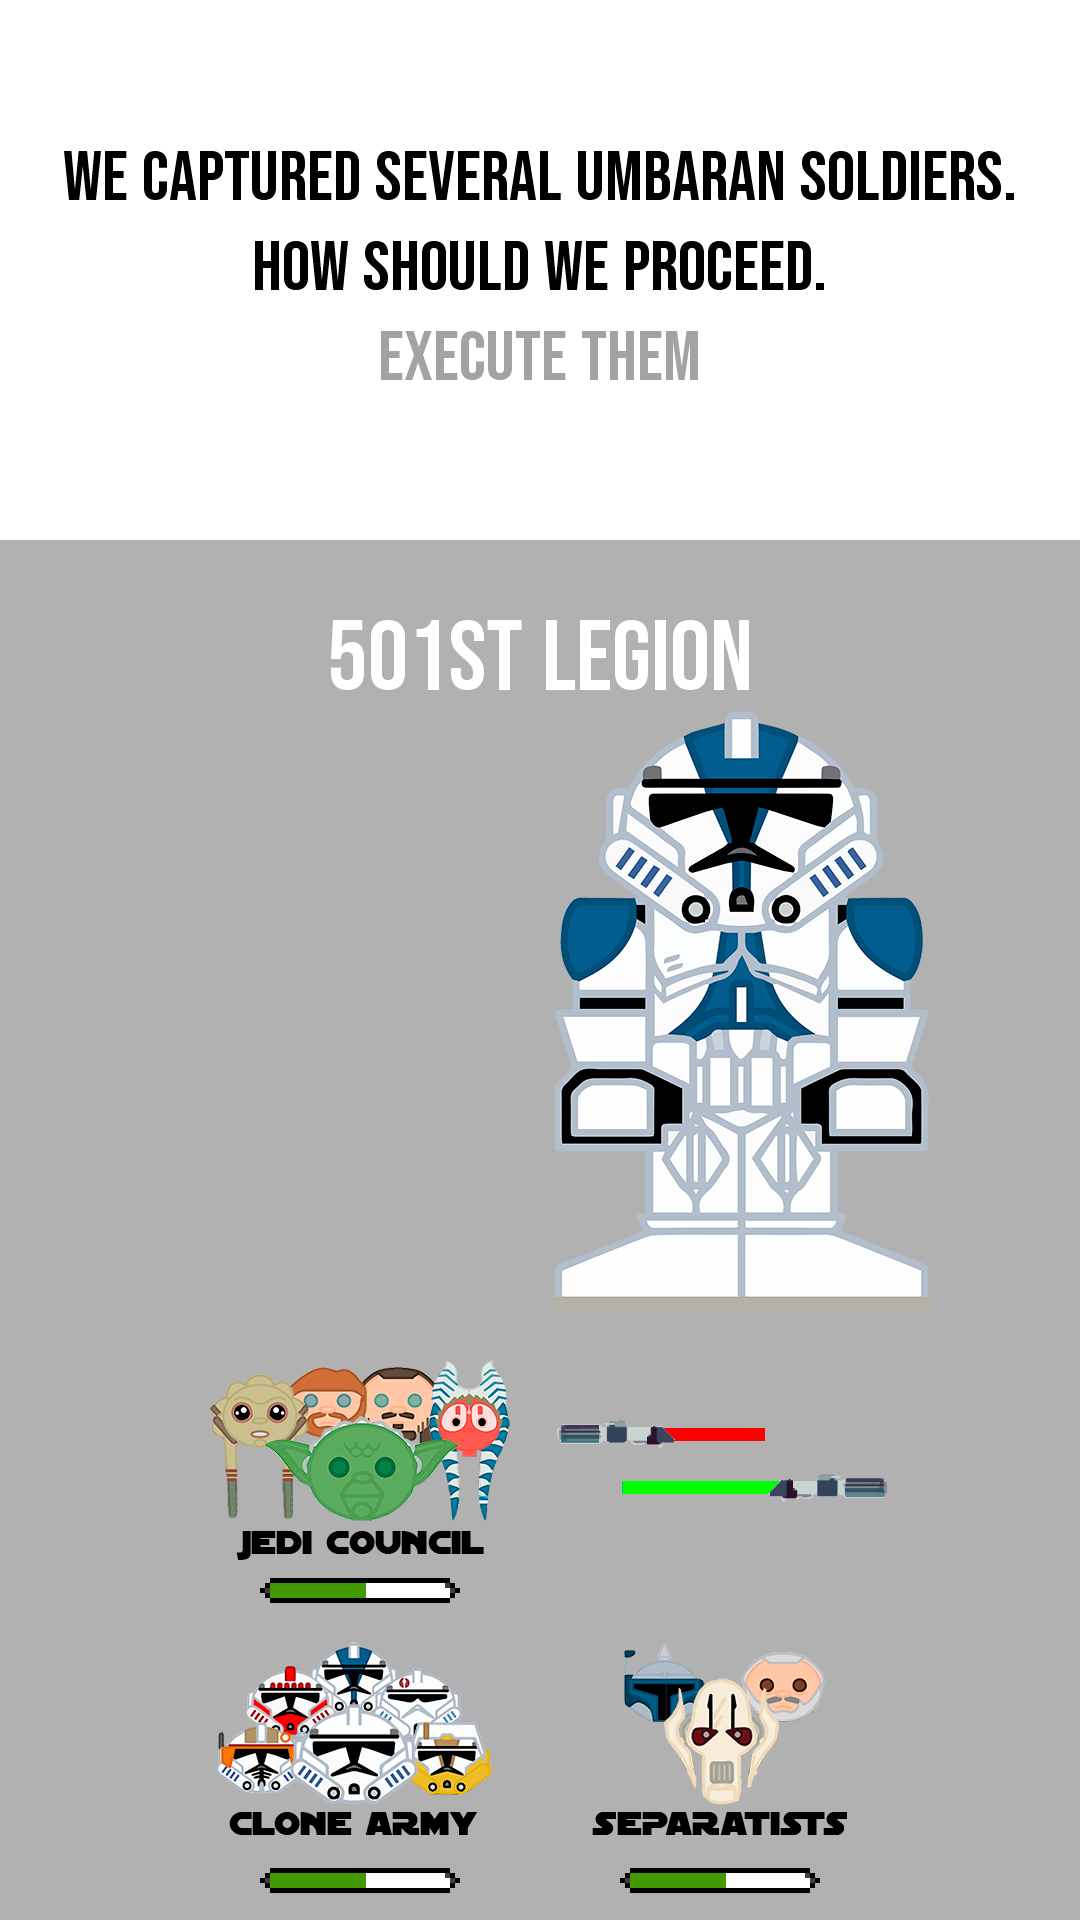 WE CAPTURED SEVERAL UMBARAN SOLDIERS.
HOW SHOULD WE PROCEED.
EXECUTE THEM
501ST LEGION
JEDI COUNCIL
CLONE ARMY
SEPARATISTS